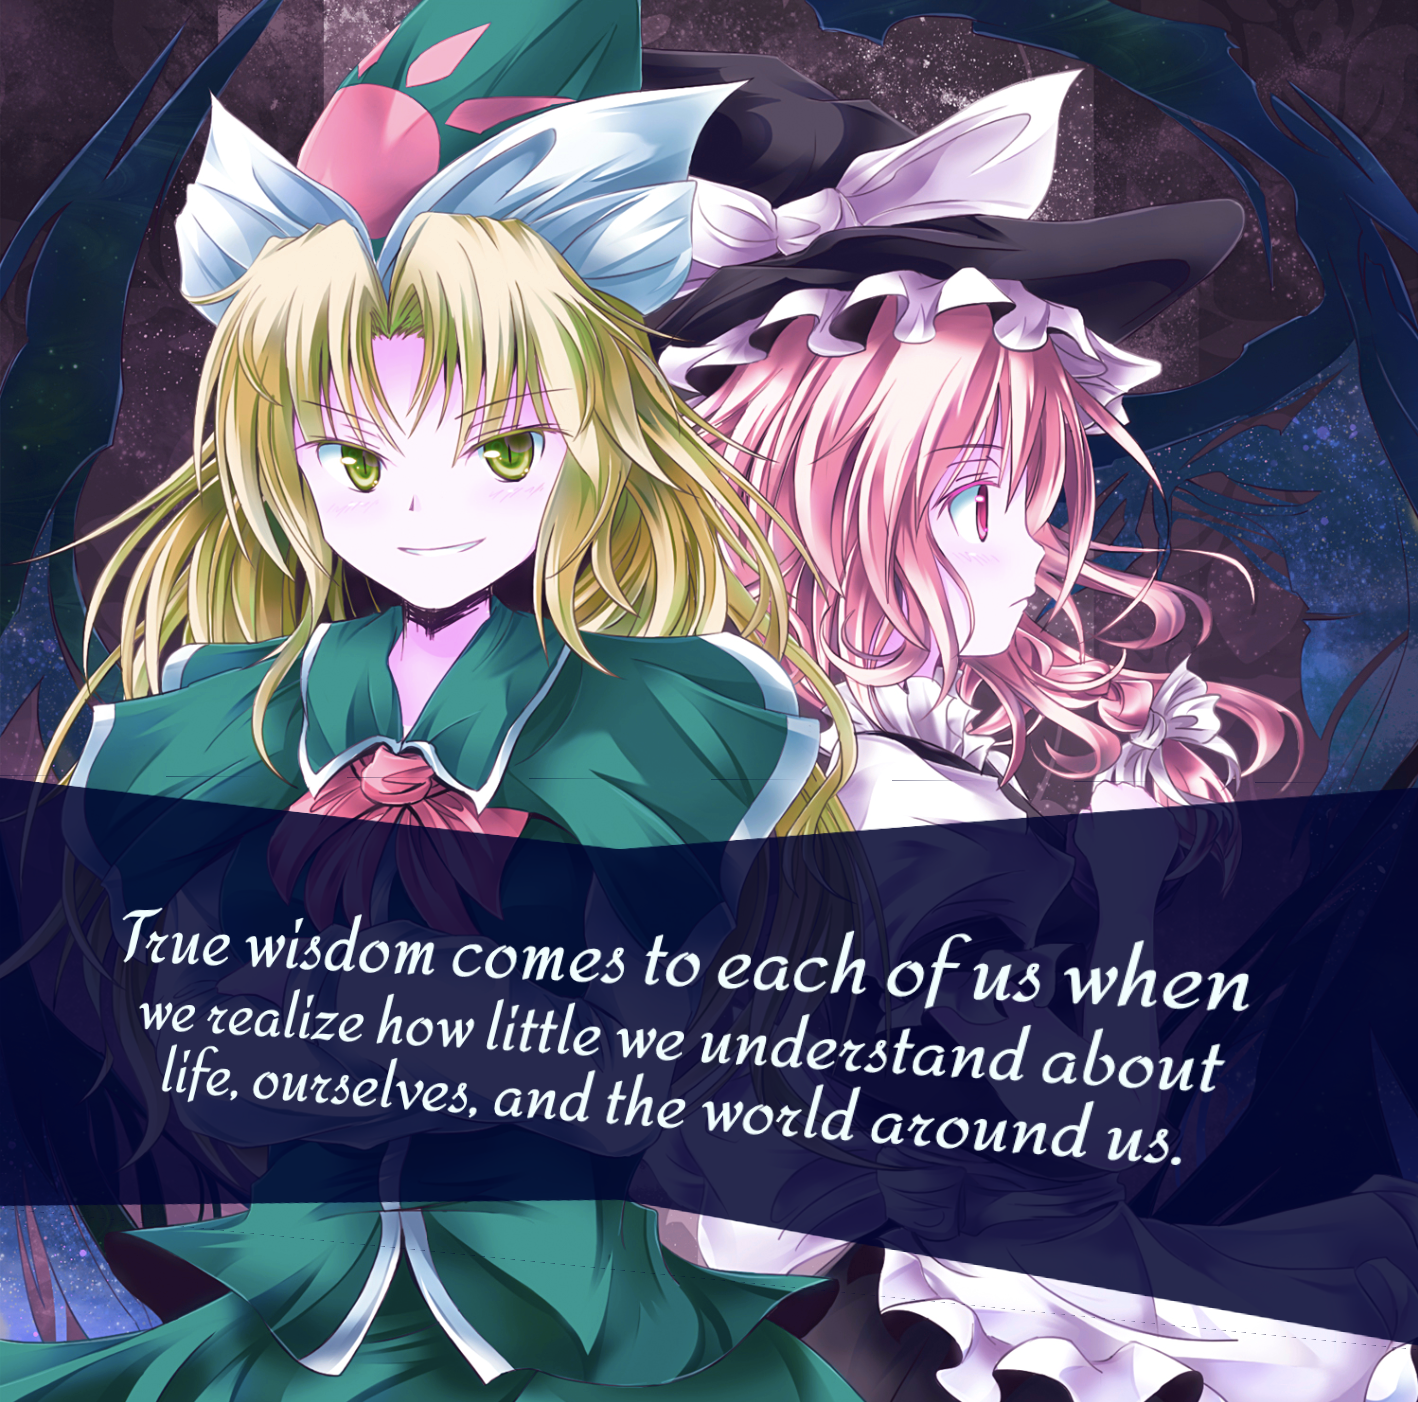 True wisdom comes to each of us when
we realize how little we understand about
life, ourselves, and the world around us.